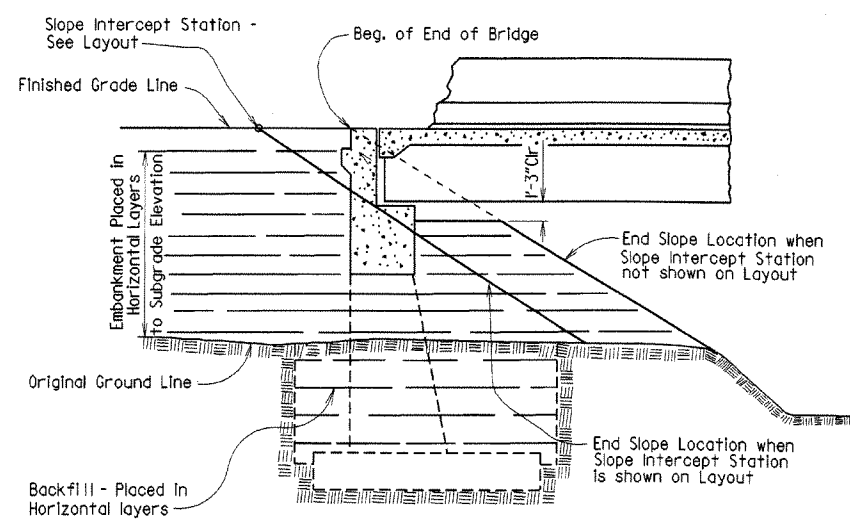 Slope Intercept Station -
See Layout
Beg. of End of Bridge
Finished Grade Line
Embankment Placed in
Horizontal Layers
to Subgrade Elevation
1'-3"Clr.
End Slope Location when
Slope Intercept Station
not shown on Layout
Original Ground Line
End Slope Location when
Slope Intercept Station
is shown on Layout
Backfill - Placed in
Horizontal layers